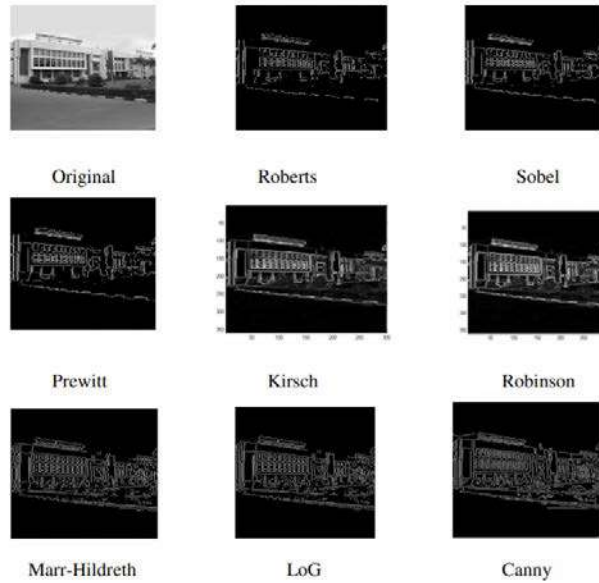 Original
Roberts
Sobel
Prewitt
Kirsch
Robinson
Marr-Hildreth
LoG
Canny